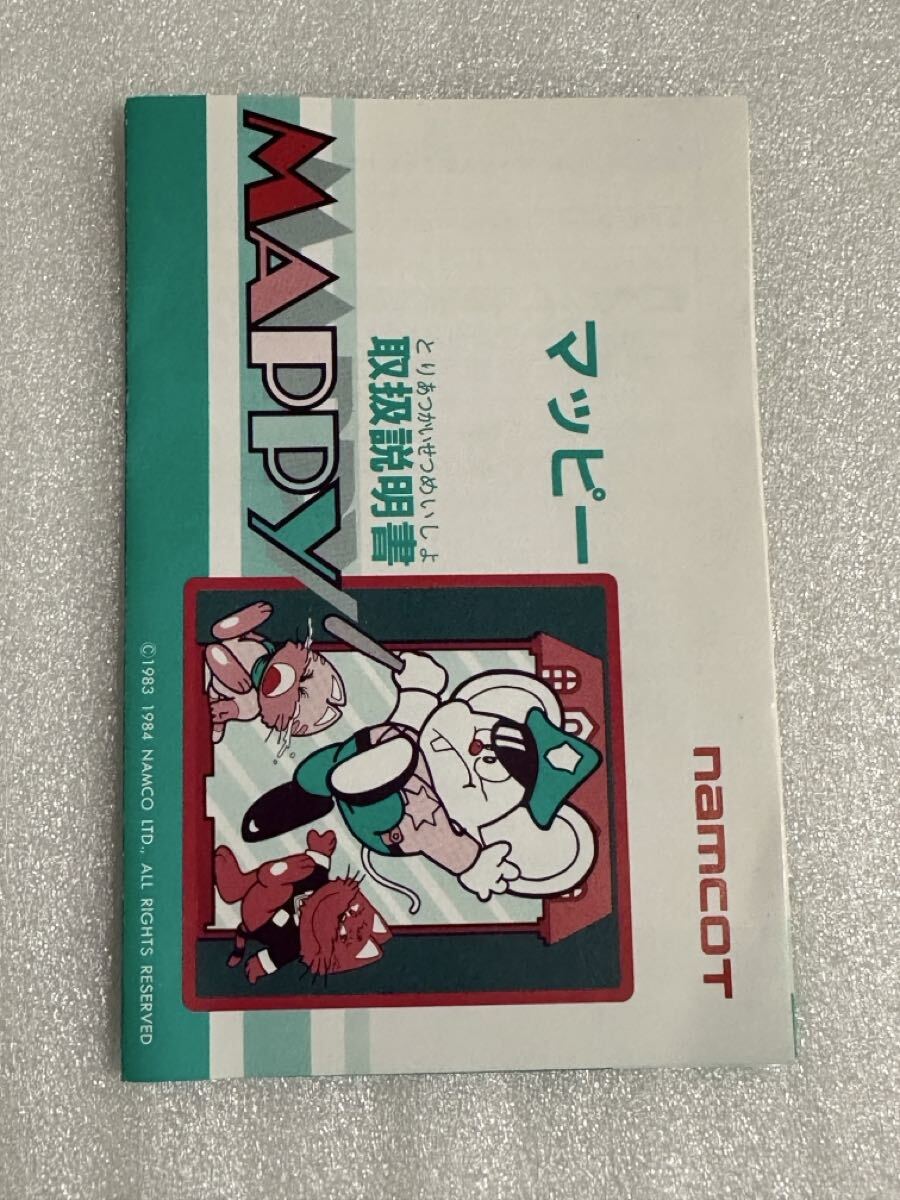 namcot
マッピー
とりあつかいせつめいしょ
取扱説明書
MAPPY
©1983 1984 NAMCO LTD., ALL RIGHTS RESERVED